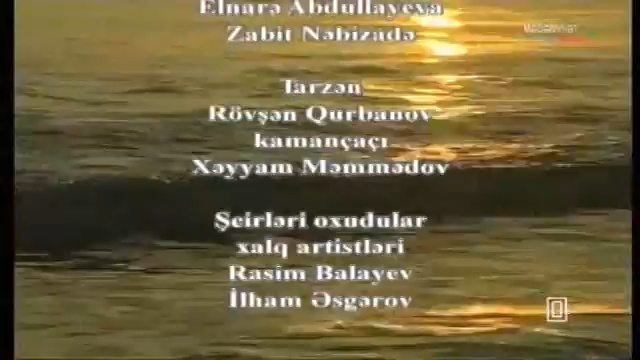 Elnarə Abdullayeva
Zabit Nəbizadə
Tarzən
Rövşən Qurbanov
kamançaçı
Xəyyam Məmmədov
Şeirləri oxudular
xalq artistləri
Rasim Balayev
İlham Əsgərov